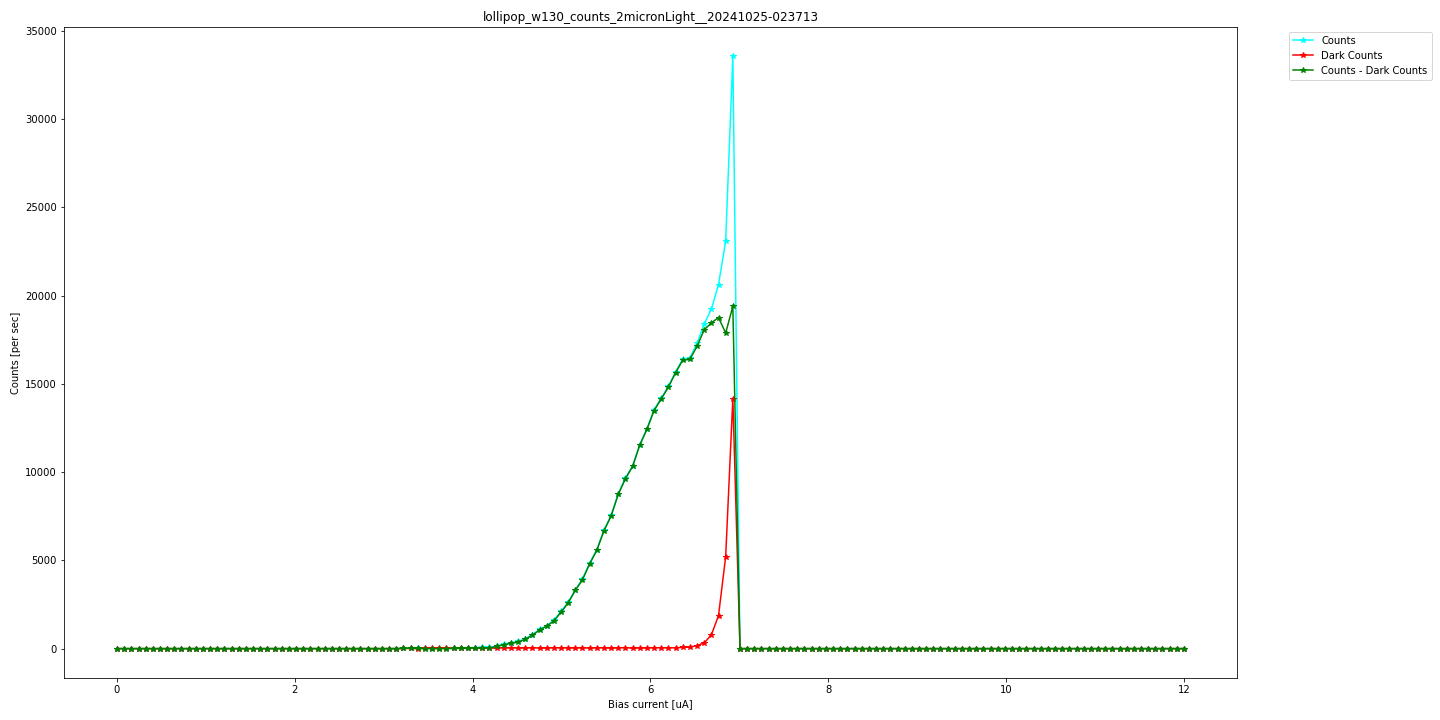 lollipop_w130_counts_2micronLight__20241025-023713
Counts
Dark Counts
Counts - Dark Counts
Counts [per sec]
35000
30000
25000
20000
15000
10000
5000
0
0 2 4 6 8 10 12
Bias current [uA]